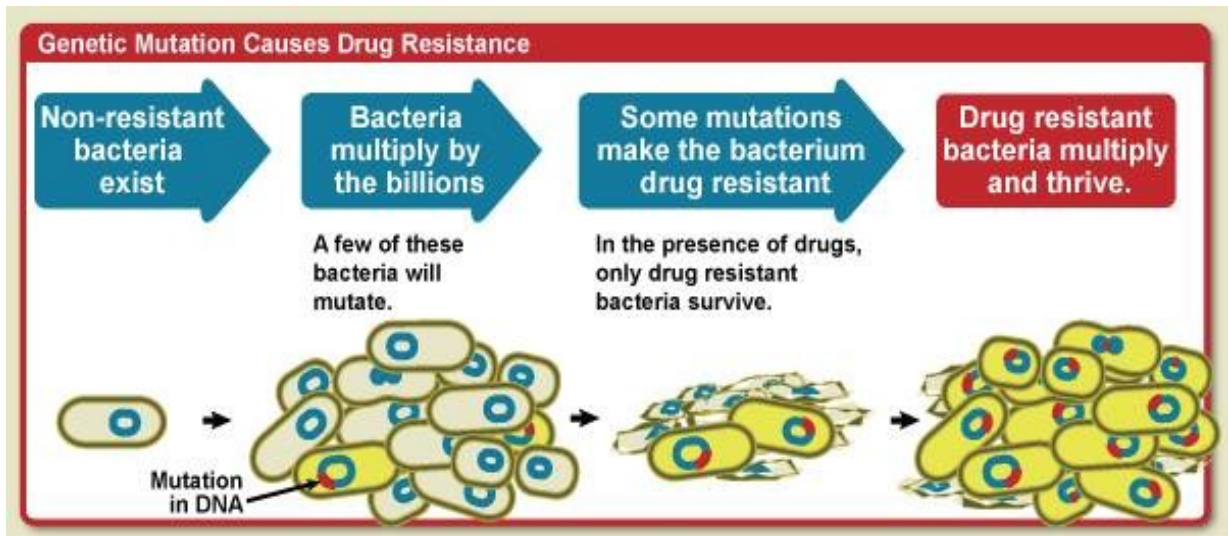 Genetic Mutation Causes Drug Resistance
Non-resistant
bacteria
exist
Bacteria
multiply by
the billions
Some mutations
make the bacterium
drug resistant
Drug resistant
bacteria multiply
and thrive.
A few of these
bacteria will
mutate.
In the presence of drugs,
only drug resistant
bacteria survive.
Mutation
in DNA